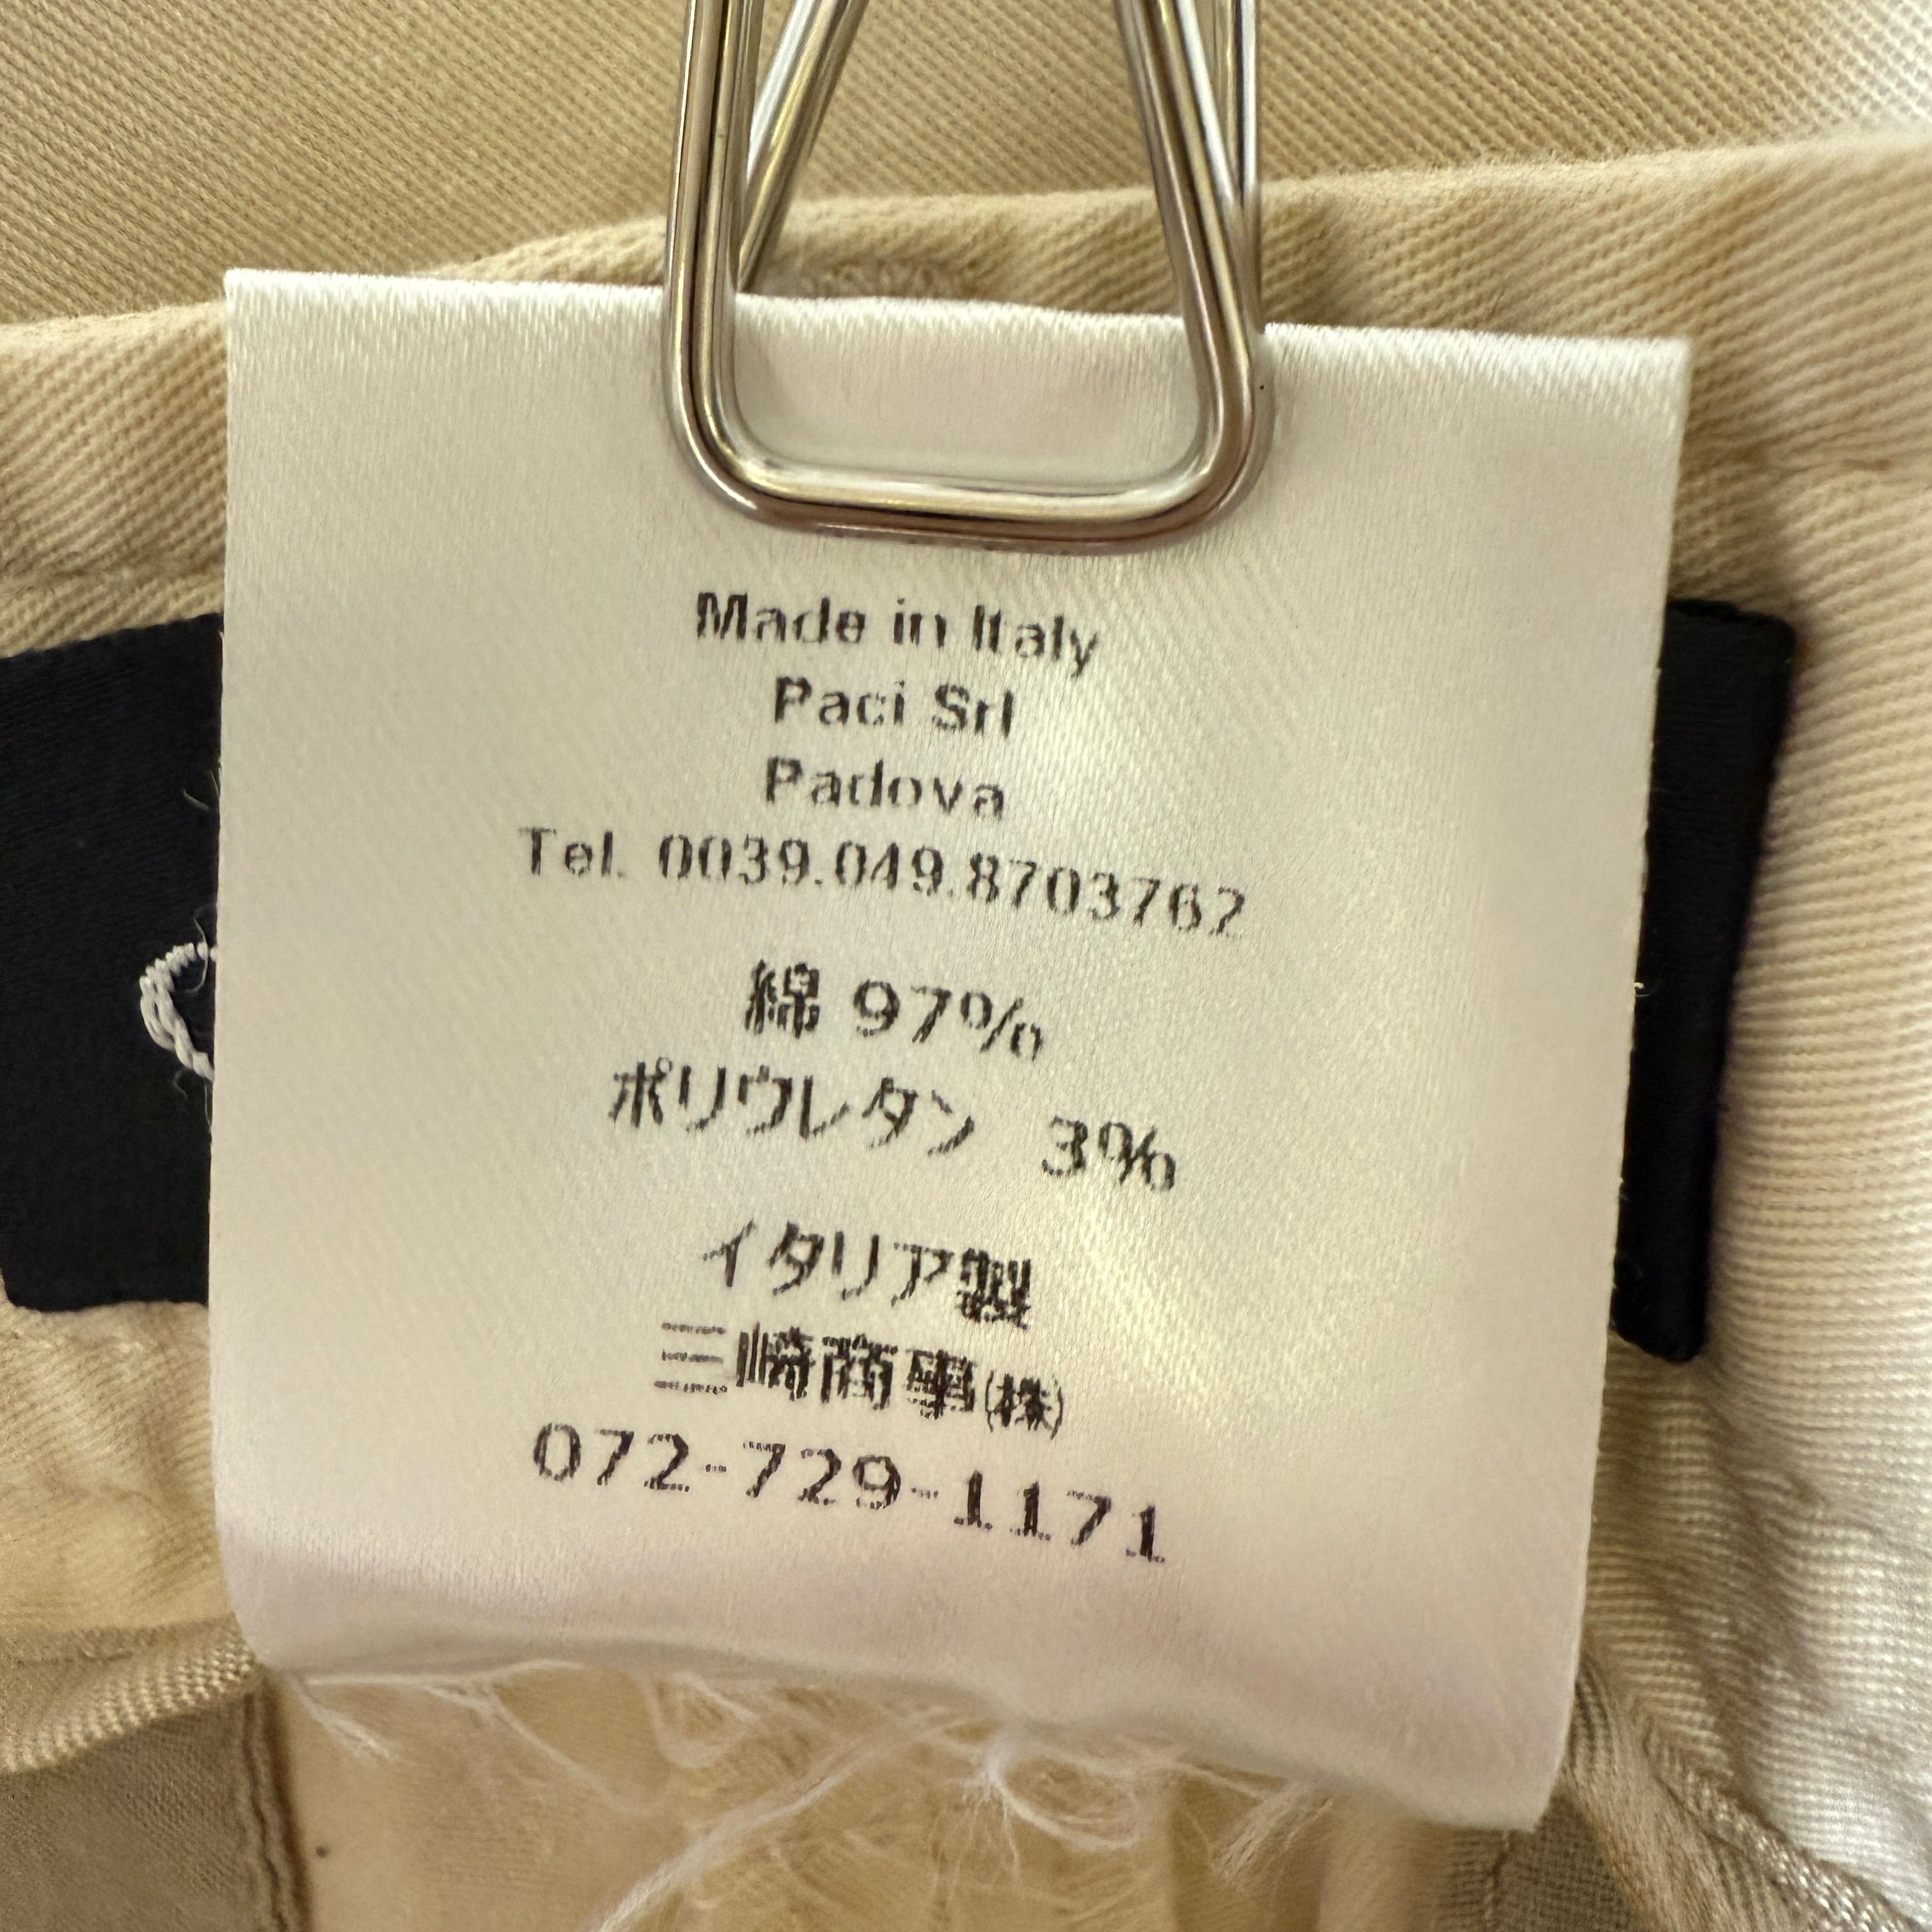 Made in Italy
Paci Srl
Padova
Tel. 0039.049.8703762
綿 97%
ポリウレタン 3%
イタリア製
三崎商事㈱
072-729-1171